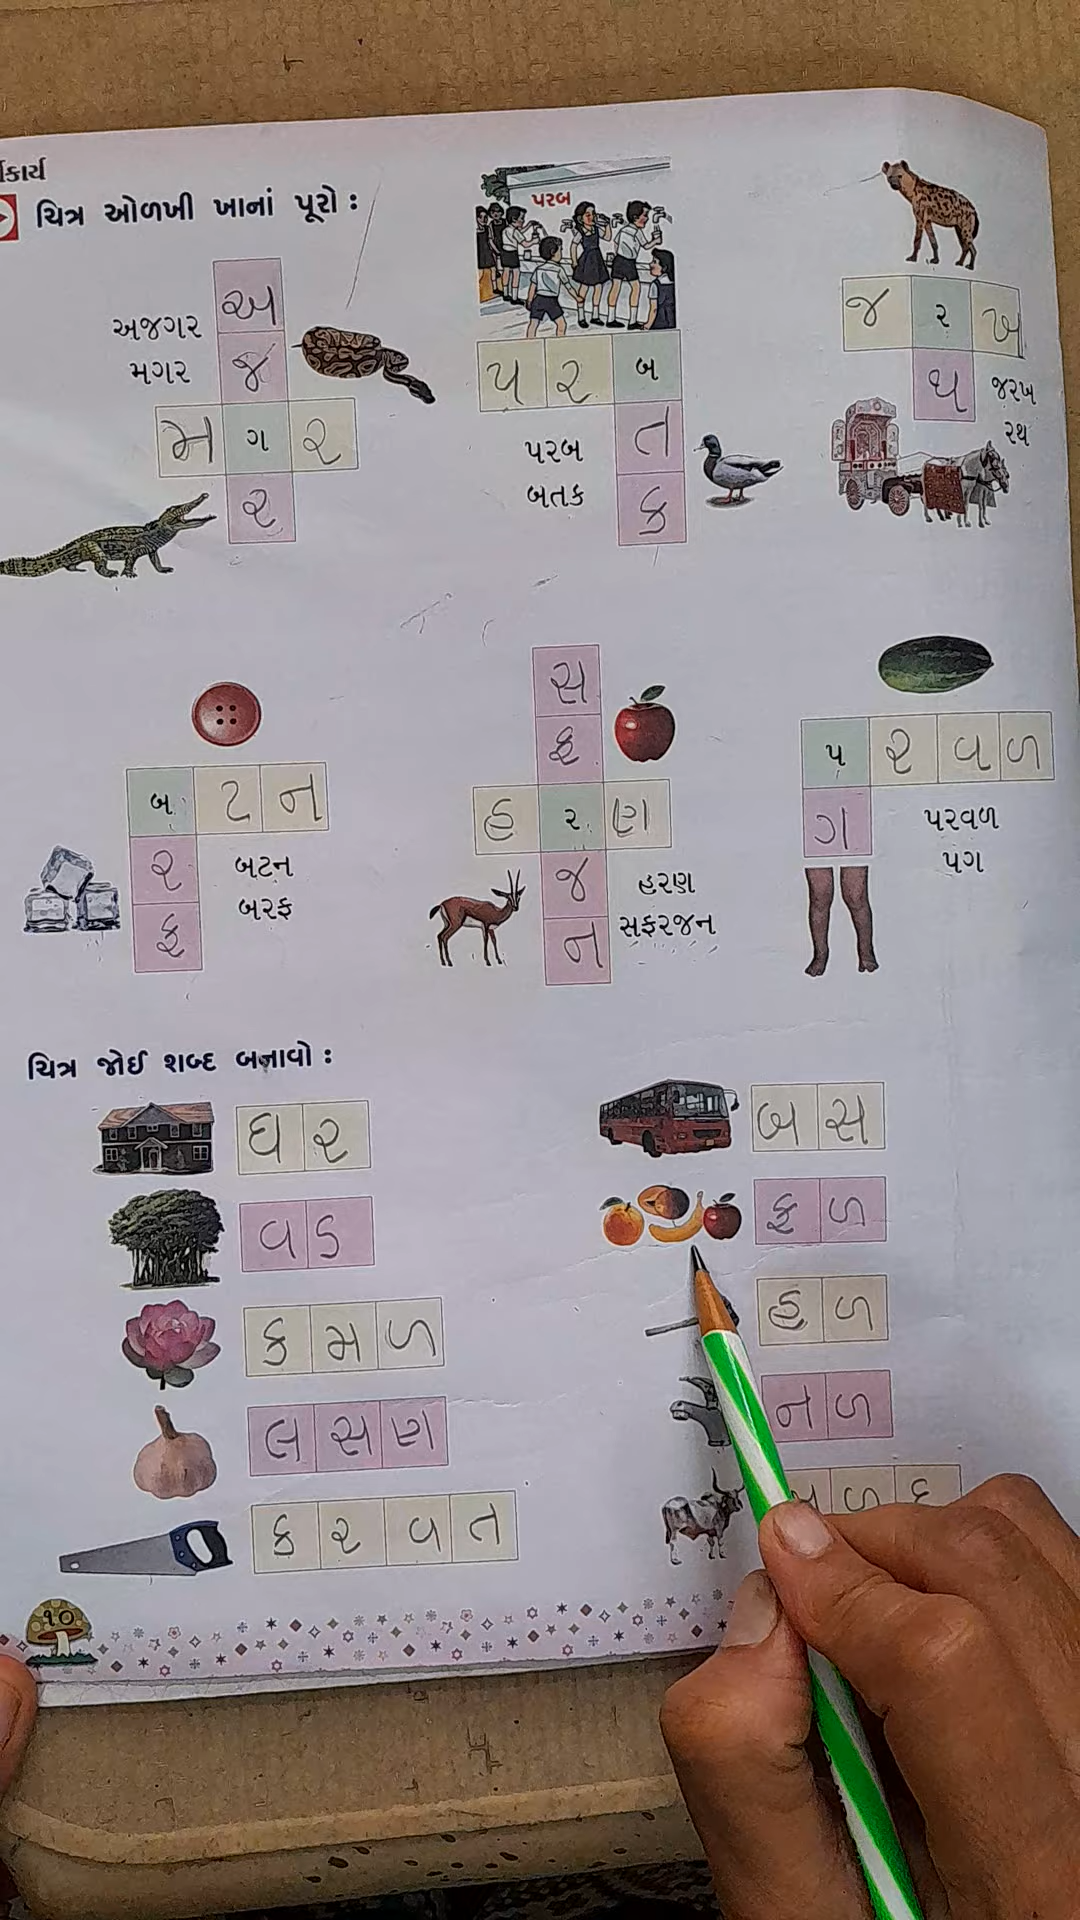 ચિત્ર ઓળખી ખાનાં પૂરો :
પરબ
અ
જ
મ ગ ર
ર
અજગર
મગર
પ ર બ
ત
ક
પરબ
બતક
જ ર ખ
થ
જરખ
રથ
બ ટ ન
ર
ફ
બટન
બરફ
સ
ફ
હ ર ણ
જ
ન
હરણ
સફરજન
પ ર વ ળ
ગ
પરવળ
પગ
ચિત્ર જોઈ શબ્દ બનાવો :
ઘ ર
બ સ
વ ડ
ફ ળ
ક મ ળ
હ ળ
લ સ ણ
ન ળ
ક ર વ ત
૧૦